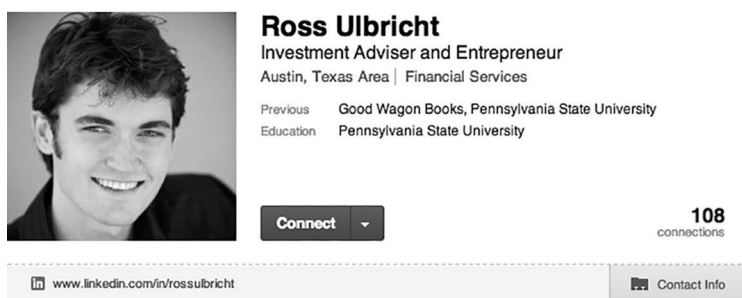 Ross Ulbricht
Investment Adviser and Entrepreneur
Austin, Texas Area | Financial Services
Previous Good Wagon Books, Pennsylvania State University
Education Pennsylvania State University
Connect
108
connections
in www.linkedin.com/in/rossulbricht
Contact Info